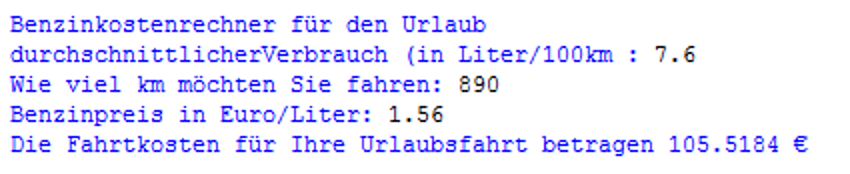 Benzinkostenrechner für den Urlaub
durchschnittlicherVerbrauch (in Liter/100km : 7.6
Wie viel km möchten Sie fahren: 890
Benzinpreis in Euro/Liter: 1.56
Die Fahrtkosten für Ihre Urlaubsfahrt betragen 105.5184 €